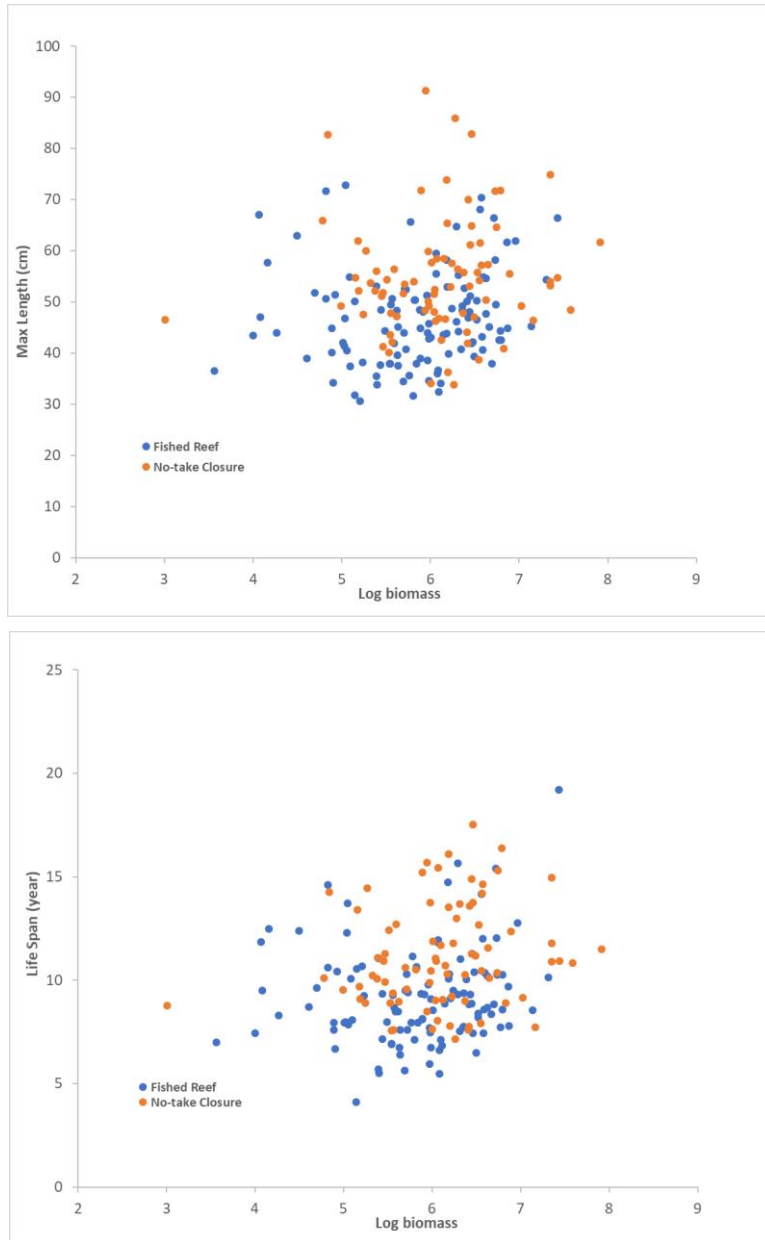 100
90
80
70
60
50
40
30
20
10
0
Max Length (cm)
Fished Reef
No-take Closure
2 3 4 5 6 7 8 9
Log biomass
25
20
15
10
5
0
Life Span (year)
Fished Reef
No-take Closure
2 3 4 5 6 7 8 9
Log biomass